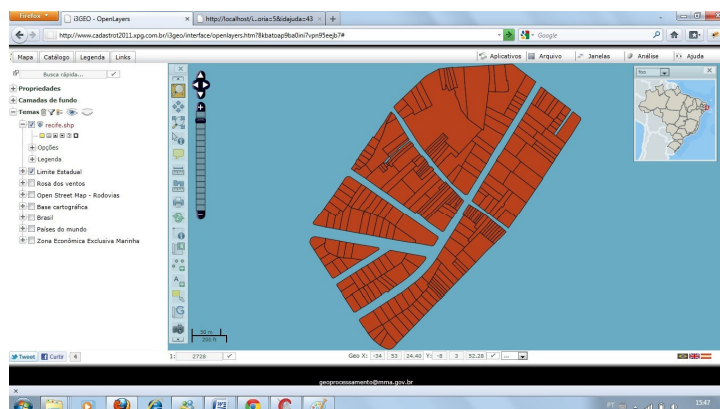 Firefox
i3GEO - OpenLayers
http://localhost/i...oria=5&idajuda=43
http://www.cadastrot2011.xpg.com.br/i3geo/interface/openlayers.htm?8kbatoap9ba0ini7vpn95eejb7#
Google
Mapa Catálogo Legenda Links
Aplicativos Arquivo Janelas Análise Ajuda
Busca rápida...
Propriedades
Camadas de fundo
Temas
recife.shp
Opções
Legenda
Limite Estadual
Rosa dos ventos
Open Street Map - Rodovias
Base cartográfica
Brasil
Países do mundo
Zona Econômica Exclusiva Marinha
fixo
50 m
200 ft
Tweet Curtir 4
1: 2728
Geo X: -34 53 24.40 Y: -8 3 52.28 ---
geoprocessamento@mma.gov.br
PT
15:47